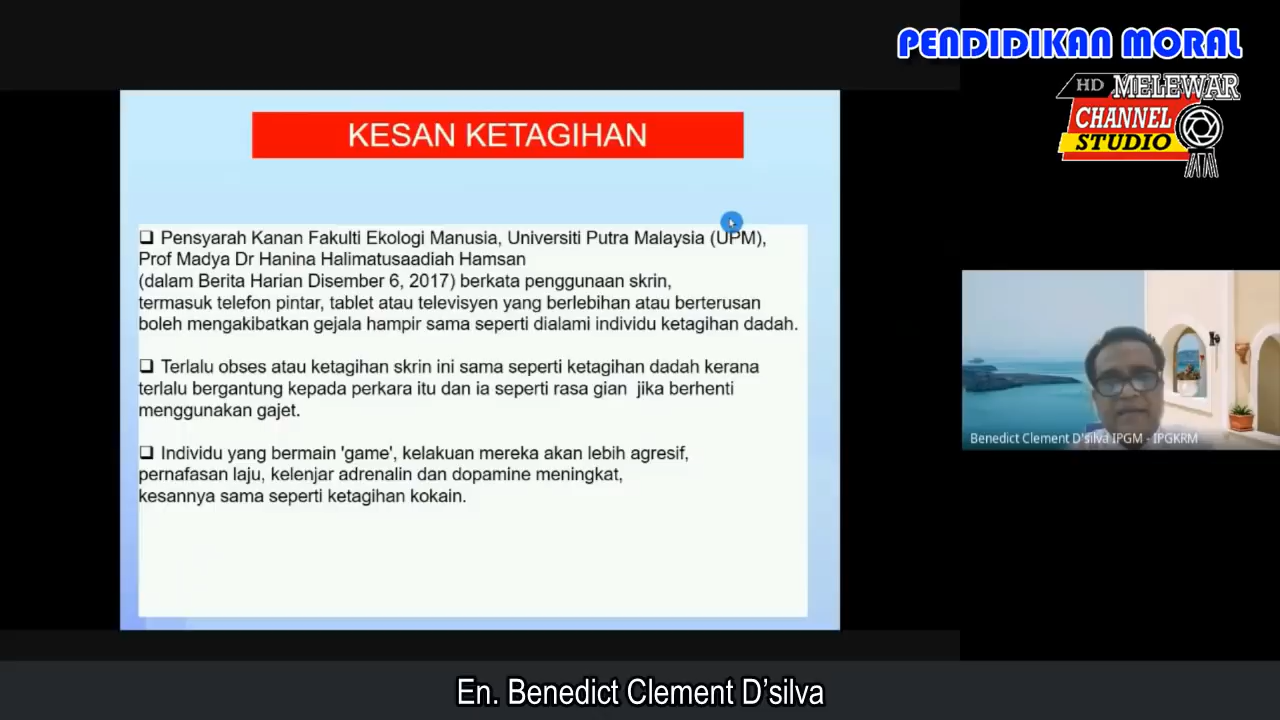 PENDIDIKAN MORAL
HD MELEWAR
CHANNEL
STUDIO
KESAN KETAGIHAN
❑ Pensyarah Kanan Fakulti Ekologi Manusia, Universiti Putra Malaysia (UPM),
Prof Madya Dr Hanina Halimatusaadiah Hamsan
(dalam Berita Harian Disember 6, 2017) berkata penggunaan skrin,
termasuk telefon pintar, tablet atau televisyen yang berlebihan atau berterusan
boleh mengakibatkan gejala hampir sama seperti dialami individu ketagihan dadah.
❑ Terlalu obses atau ketagihan skrin ini sama seperti ketagihan dadah kerana
terlalu bergantung kepada perkara itu dan ia seperti rasa gian jika berhenti
menggunakan gajet.
❑ Individu yang bermain 'game', kelakuan mereka akan lebih agresif,
pernafasan laju, kelenjar adrenalin dan dopamine meningkat,
kesannya sama seperti ketagihan kokain.
Benedict Clement D'silva IPGM - IPGKRM
En. Benedict Clement D’silva